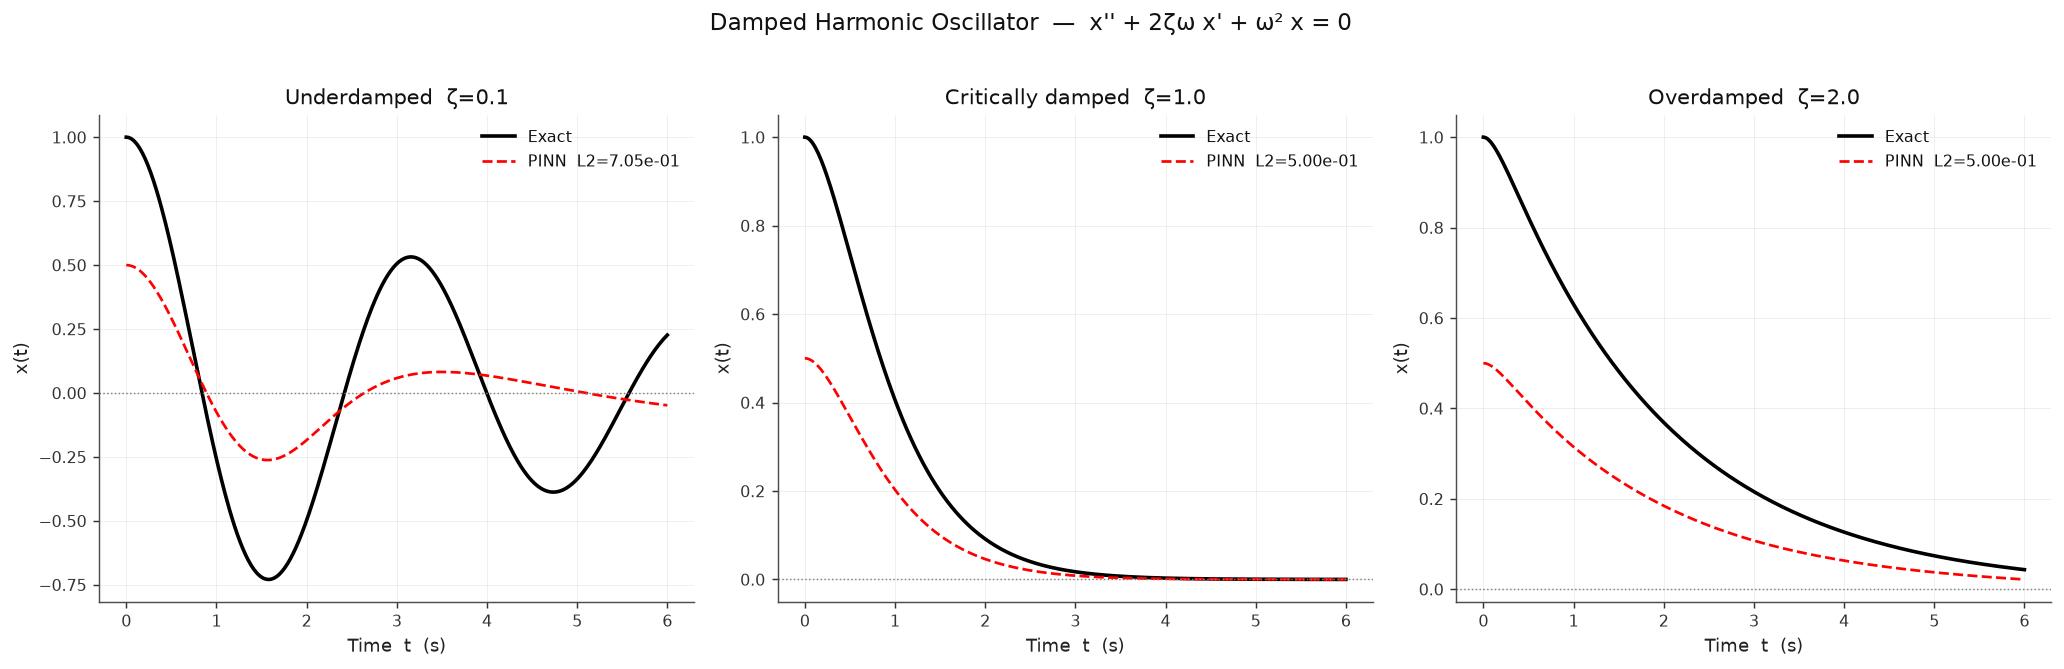 Damped Harmonic Oscillator — x'' + 2ζω x' + ω² x = 0
Underdamped ζ=0.1
Exact
PINN L2=7.05e-01
1.00
0.75
0.50
0.25
0.00
−0.25
−0.50
−0.75
x(t)
0 1 2 3 4 5 6
Time t (s)
Critically damped ζ=1.0
Exact
PINN L2=5.00e-01
1.0
0.8
0.6
0.4
0.2
0.0
x(t)
0 1 2 3 4 5 6
Time t (s)
Overdamped ζ=2.0
Exact
PINN L2=5.00e-01
1.0
0.8
0.6
0.4
0.2
0.0
x(t)
0 1 2 3 4 5 6
Time t (s)